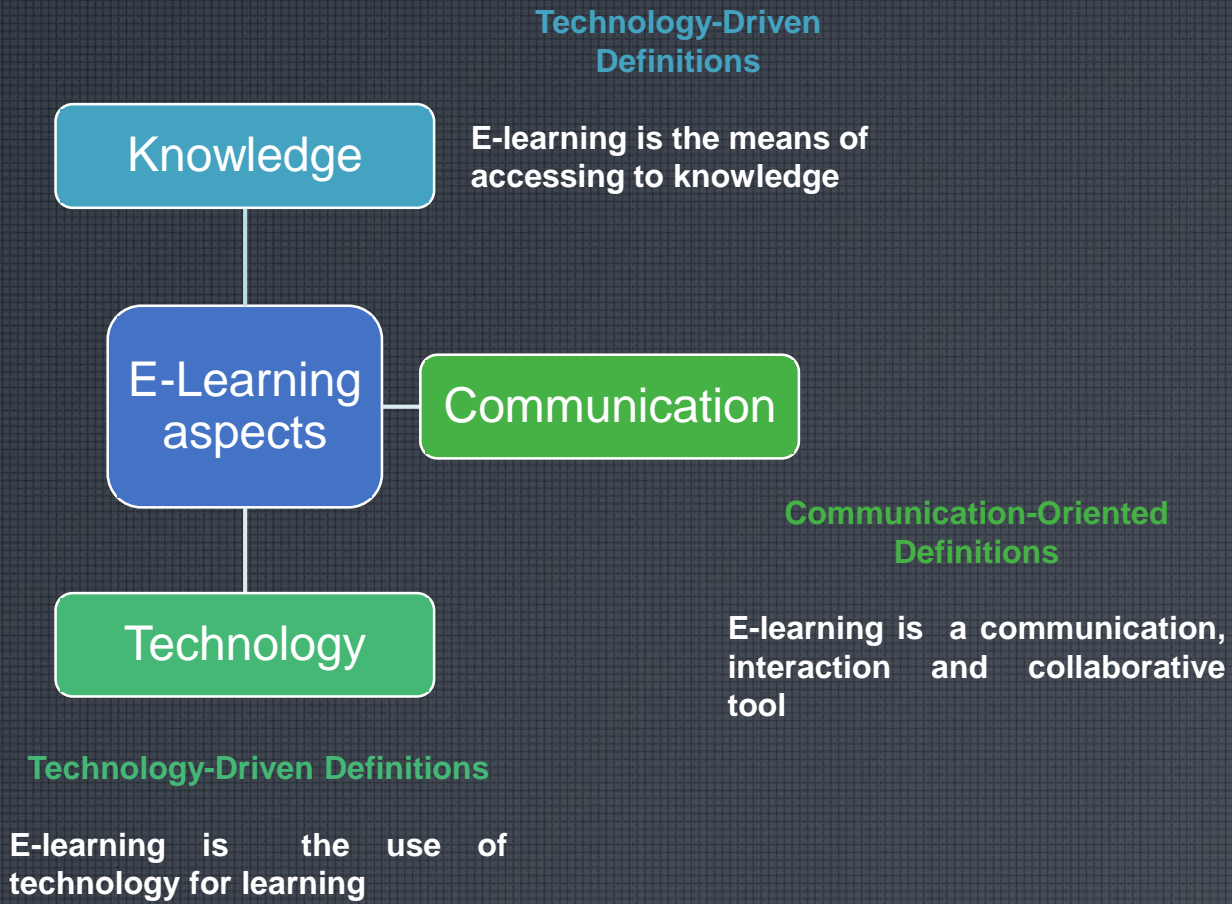 Technology-Driven
Definitions
Knowledge
E-learning is the means of
accessing to knowledge
E-Learning
aspects
Communication
Communication-Oriented
Definitions
E-learning is a communication,
interaction and collaborative
tool
Technology
Technology-Driven Definitions
E-learning is the use of
technology for learning